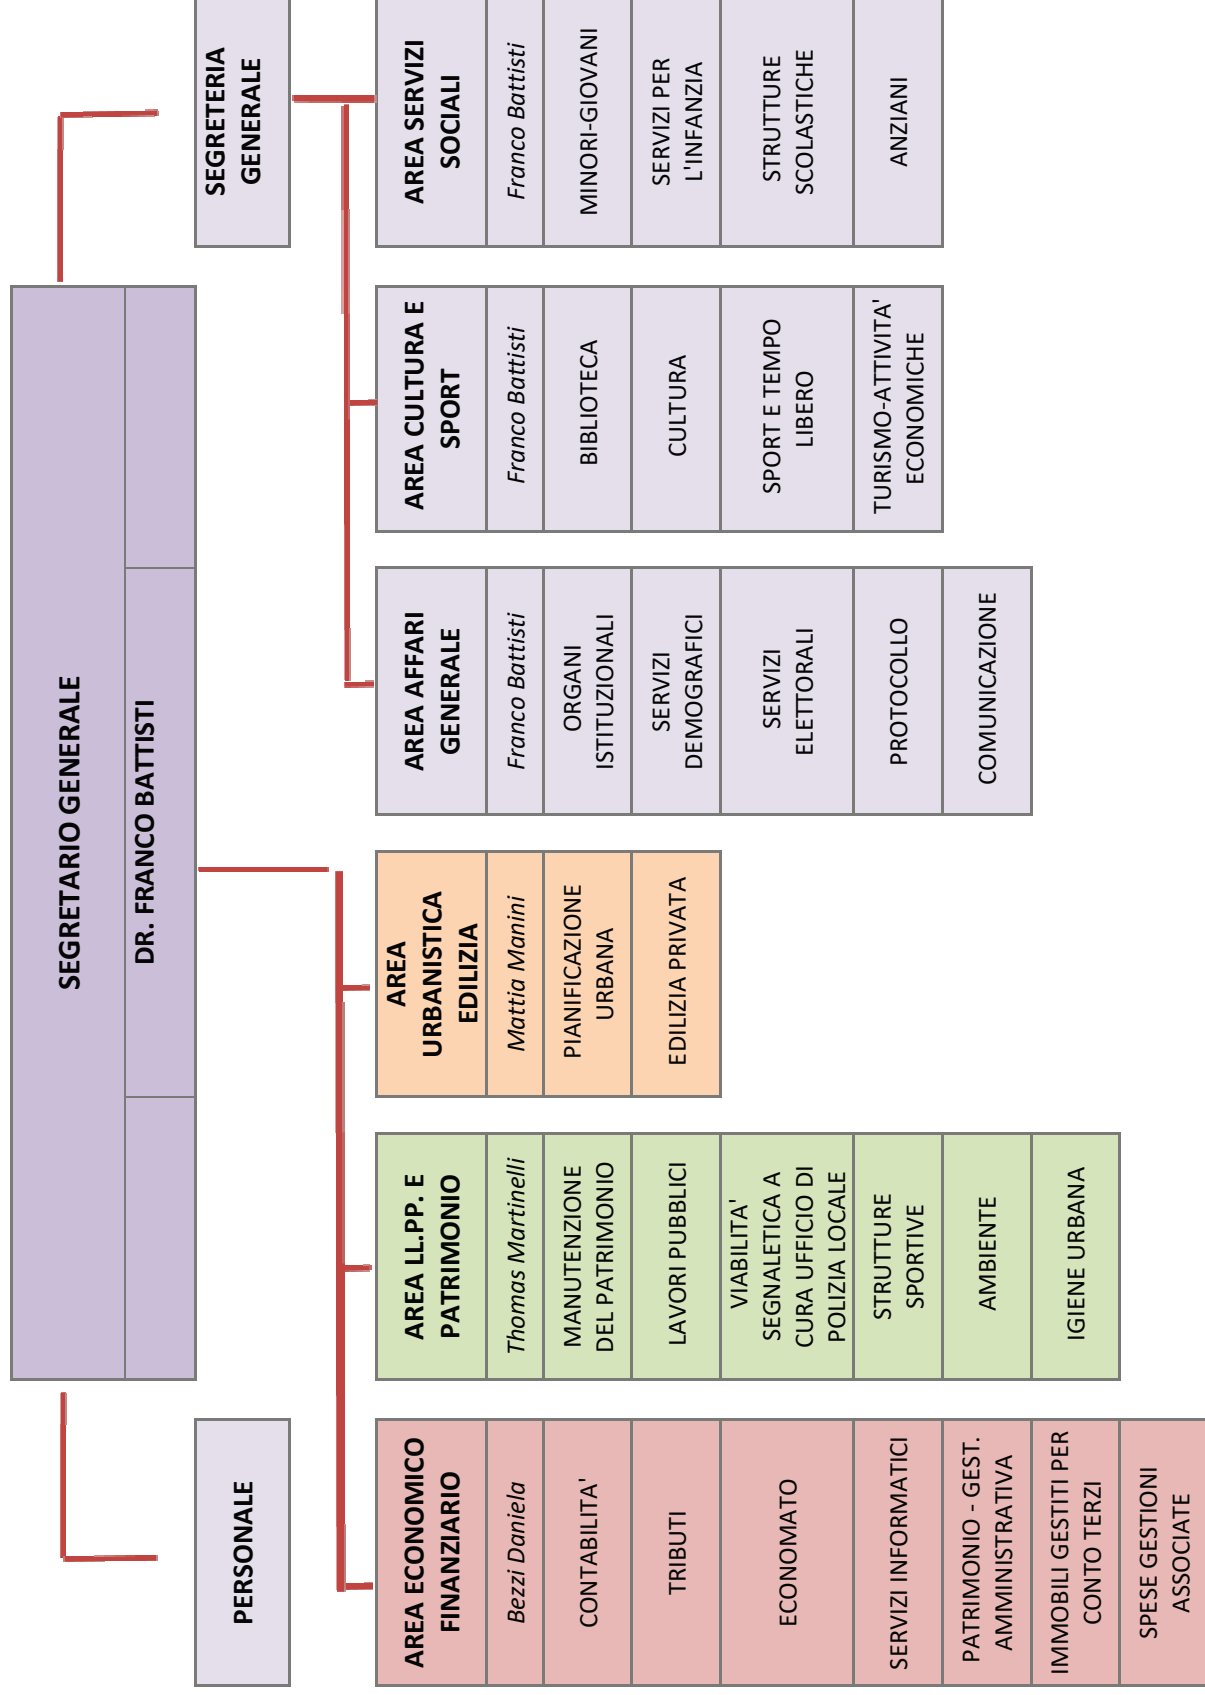 SEGRETARIO GENERALE
DR. FRANCO BATTISTI
PERSONALE
SEGRETERIA
GENERALE
AREA ECONOMICO
FINANZIARIO
Bezzi Daniela
CONTABILITA'
TRIBUTI
ECONOMATO
SERVIZI INFORMATICI
PATRIMONIO - GEST.
AMMINISTRATIVA
IMMOBILI GESTITI PER
CONTO TERZI
SPESE GESTIONI
ASSOCIATE
AREA LL.PP. E
PATRIMONIO
Thomas Martinelli
MANUTENZIONE
DEL PATRIMONIO
LAVORI PUBBLICI
VIABILITA'
SEGNALETICA A
CURA UFFICIO DI
POLIZIA LOCALE
STRUTTURE
SPORTIVE
AMBIENTE
IGIENE URBANA
AREA
URBANISTICA
EDILIZIA
Mattia Manini
PIANIFICAZIONE
URBANA
EDILIZIA PRIVATA
AREA AFFARI
GENERALE
Franco Battisti
ORGANI
ISTITUZIONALI
SERVIZI
DEMOGRAFICI
SERVIZI
ELETTORALI
PROTOCOLLO
COMUNICAZIONE
AREA CULTURA E
SPORT
Franco Battisti
BIBLIOTECA
CULTURA
SPORT E TEMPO
LIBERO
TURISMO-ATTIVITA'
ECONOMICHE
AREA SERVIZI
SOCIALI
Franco Battisti
MINORI-GIOVANI
SERVIZI PER
L'INFANZIA
STRUTTURE
SCOLASTICHE
ANZIANI